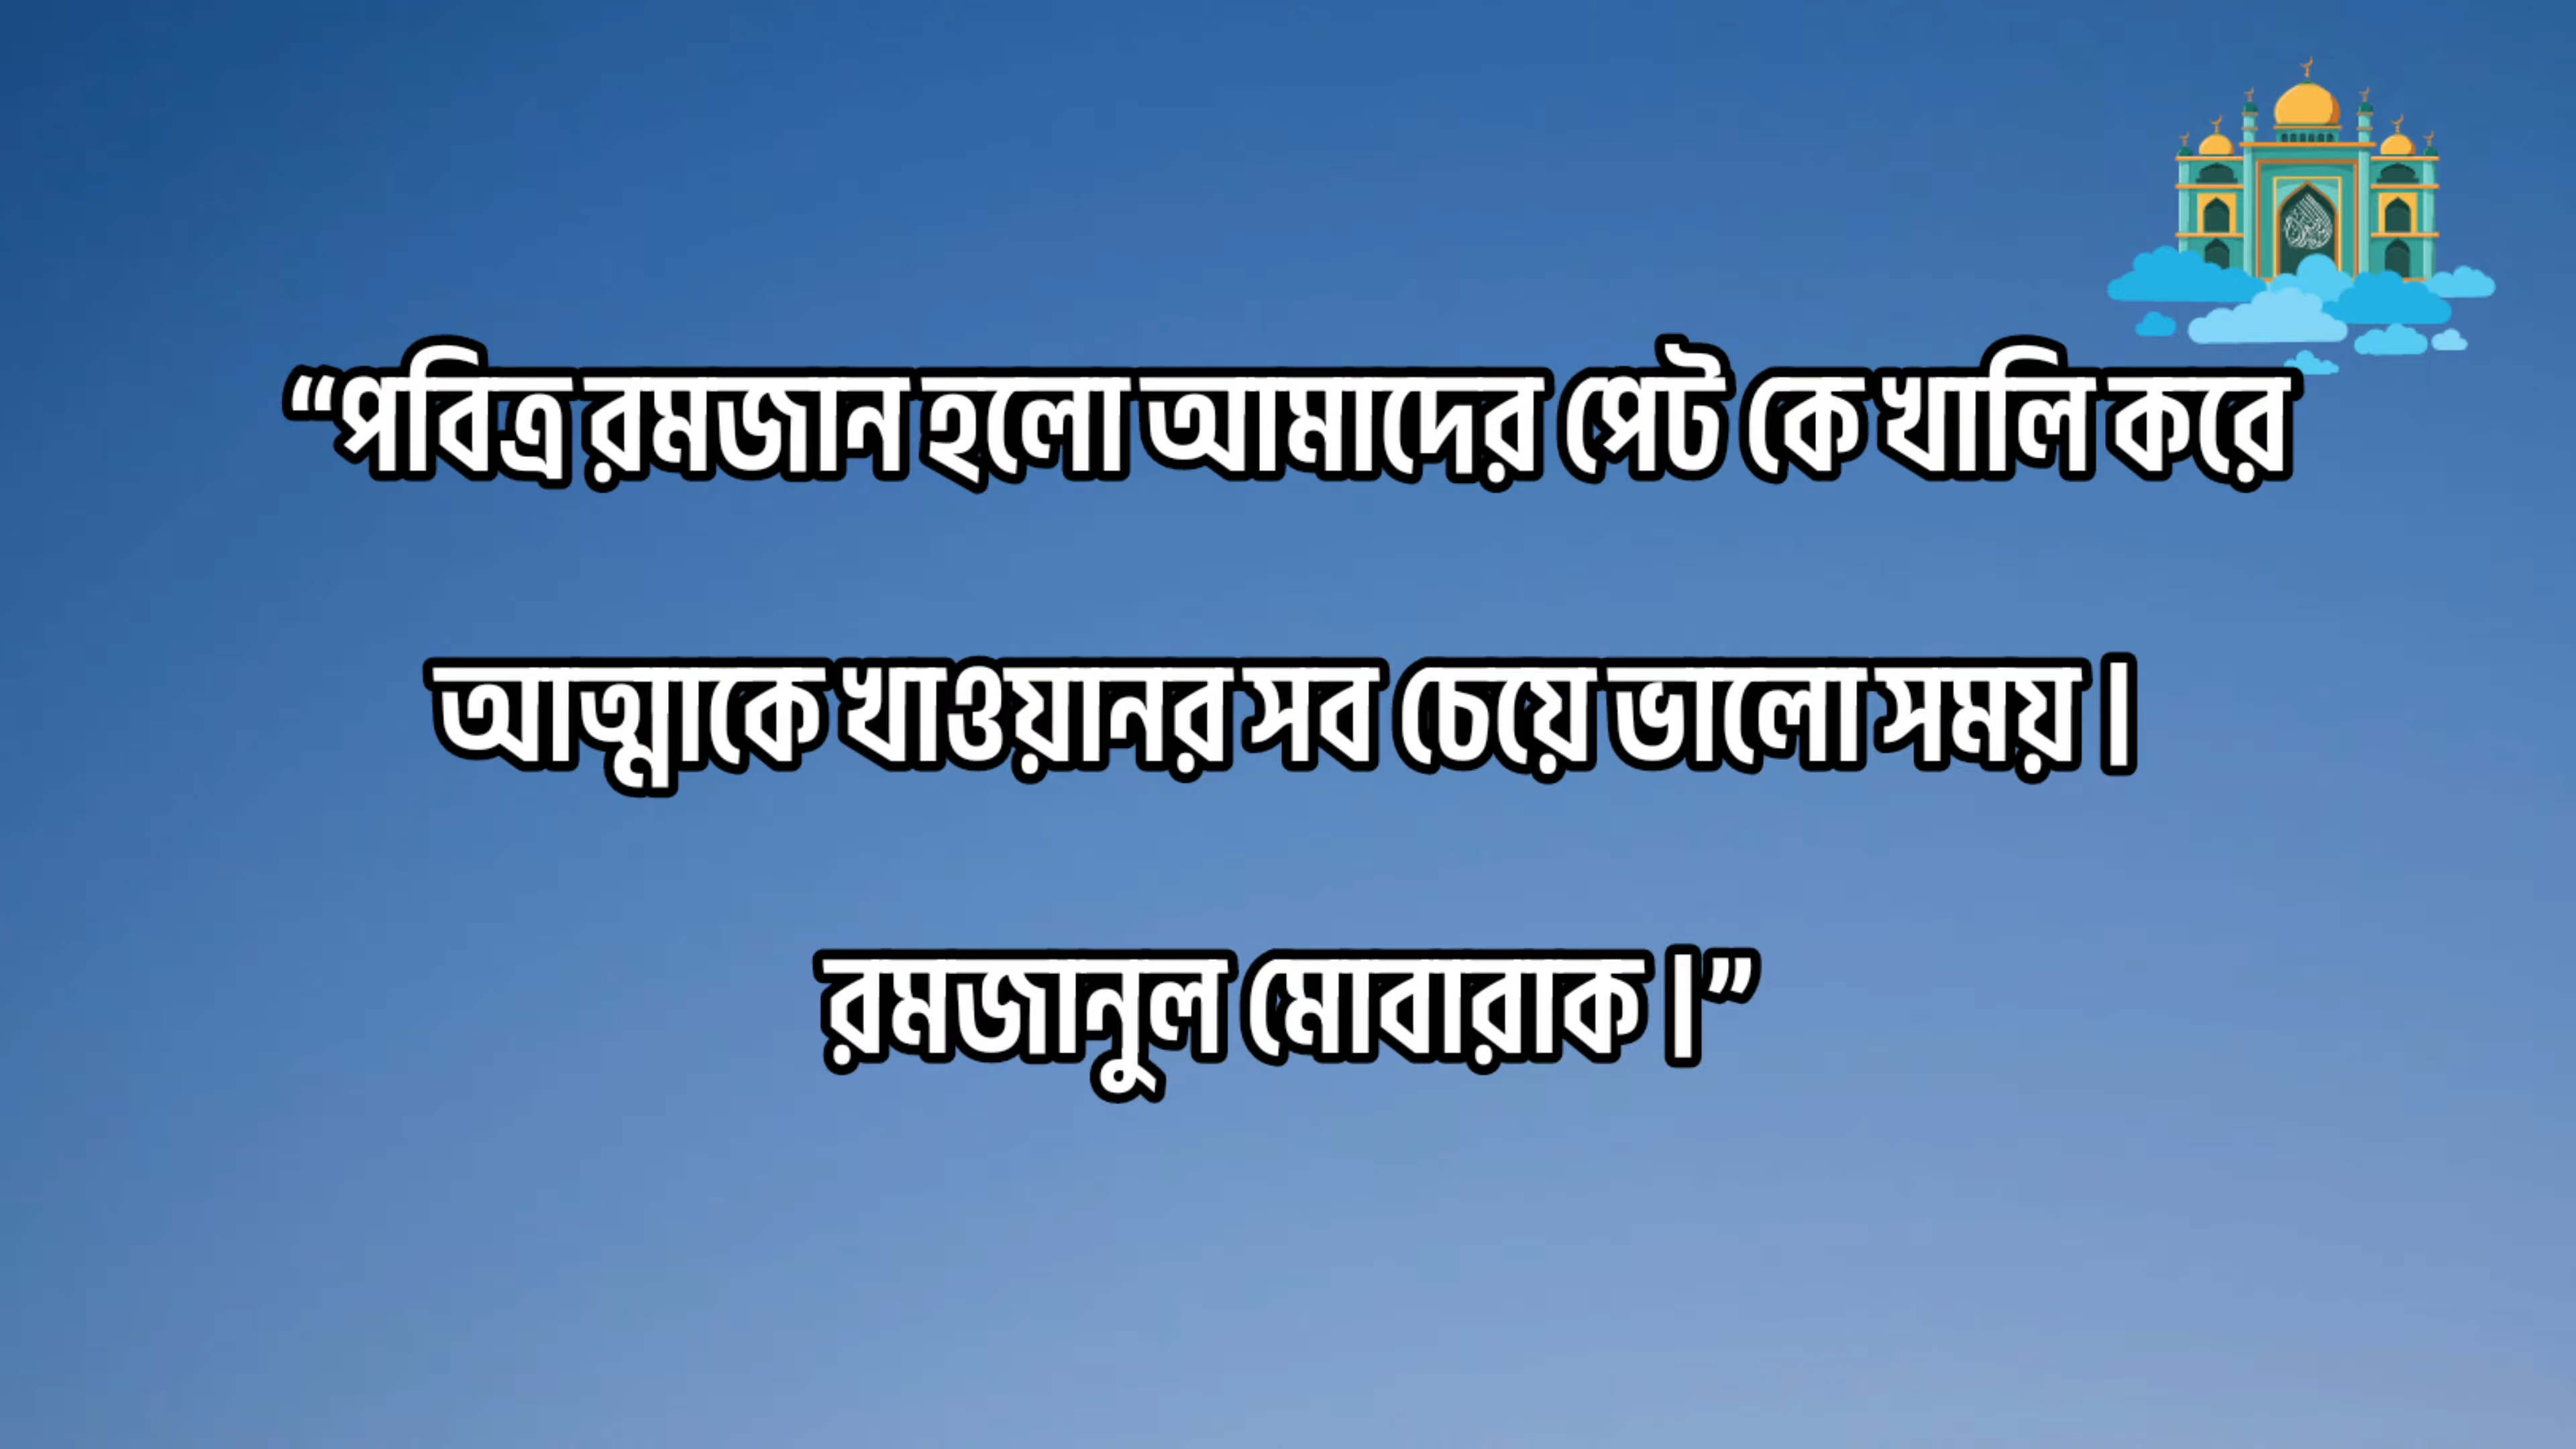 “পবিত্র রমজান হলো আমাদের পেট কে খালি করে
আত্মাকে খাওয়ানর সব চেয়ে ভালো সময়।
রমজানুল মোবারাক।”